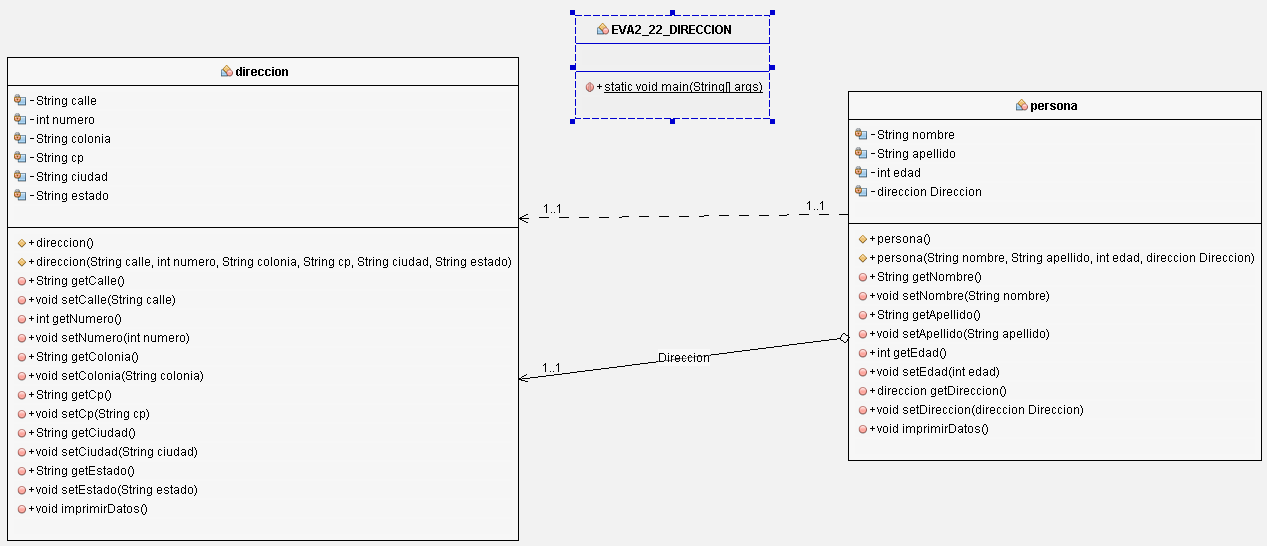 EVA2_22_DIRECCION
+ static void main(String[] args)
direccion
- String calle
- int numero
- String colonia
- String cp
- String ciudad
- String estado
+ direccion()
+ direccion(String calle, int numero, String colonia, String cp, String ciudad, String estado)
+ String getCalle()
+ void setCalle(String calle)
+ int getNumero()
+ void setNumero(int numero)
+ String getColonia()
+ void setColonia(String colonia)
+ String getCp()
+ void setCp(String cp)
+ String getCiudad()
+ void setCiudad(String ciudad)
+ String getEstado()
+ void setEstado(String estado)
+ void imprimirDatos()
1..1
1..1
1..1
Direccion
persona
- String nombre
- String apellido
- int edad
- direccion Direccion
+ persona()
+ persona(String nombre, String apellido, int edad, direccion Direccion)
+ String getNombre()
+ void setNombre(String nombre)
+ String getApellido()
+ void setApellido(String apellido)
+ int getEdad()
+ void setEdad(int edad)
+ direccion getDireccion()
+ void setDireccion(direccion Direccion)
+ void imprimirDatos()